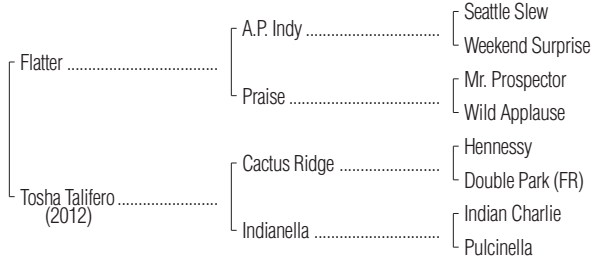 Seattle Slew
A.P. Indy ................................
Weekend Surprise
Flatter ....................................
Mr. Prospector
Praise ....................................
Wild Applause
Hennessy
Cactus Ridge ........................
Double Park (FR)
Tosha Talifero ........................
(2012)
Indian Charlie
Indianella ..............................
Pulcinella